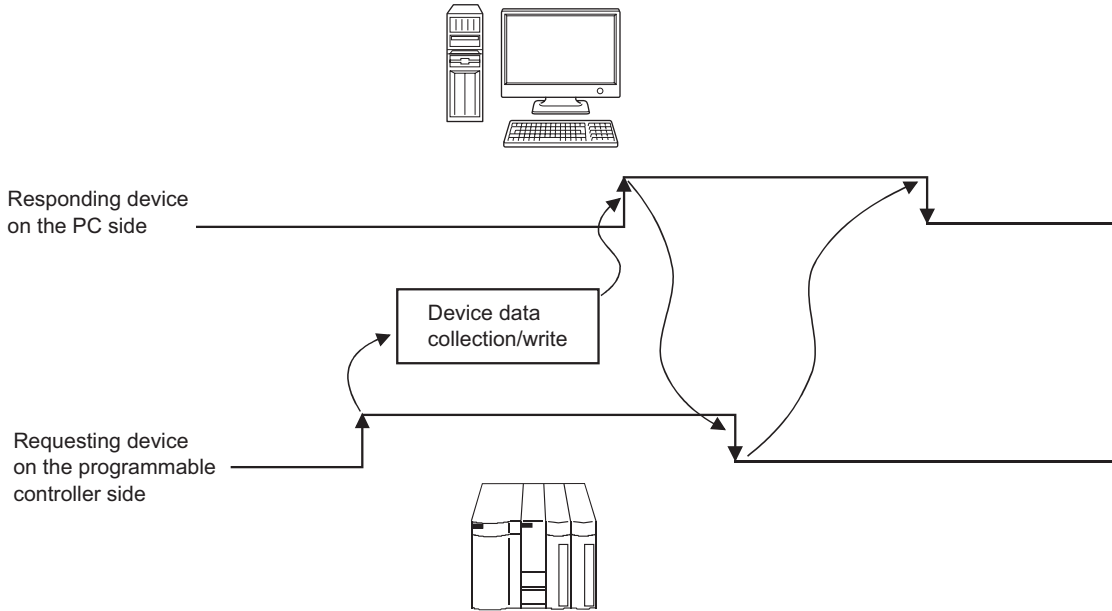 Responding device
on the PC side
Device data
collection/write
Requesting device
on the programmable
controller side